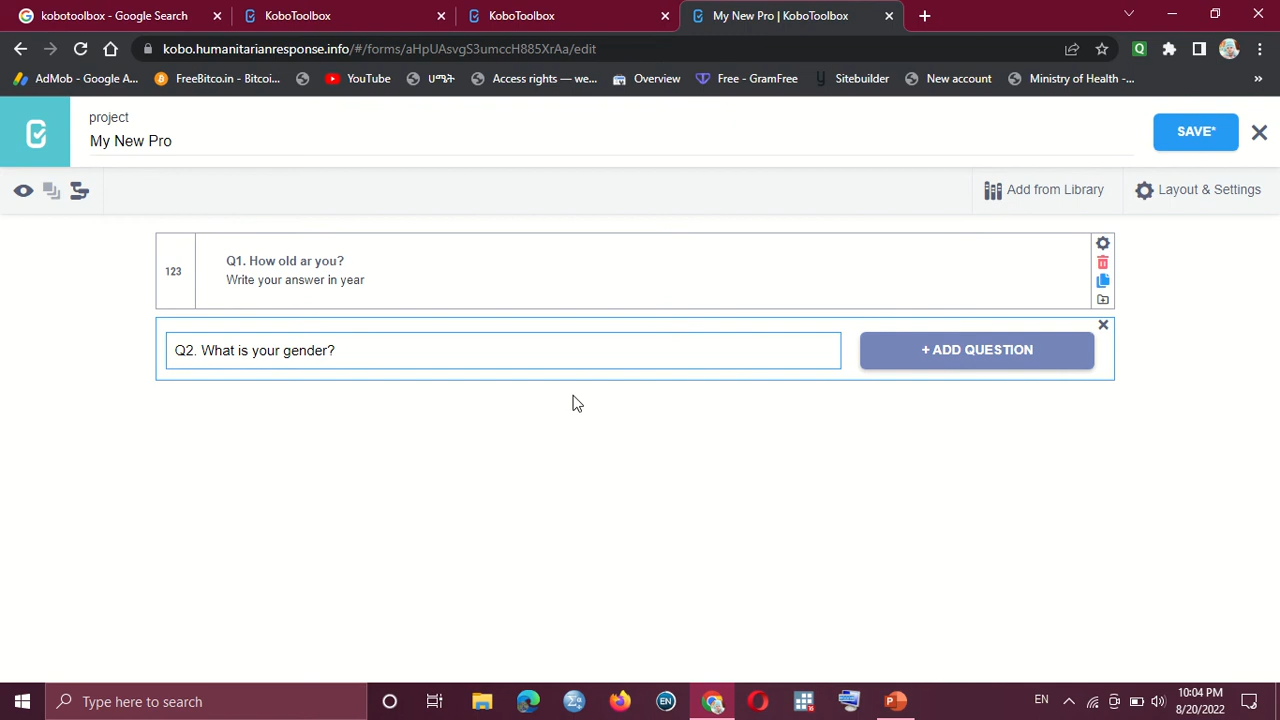 kobotoolbox - Google Search
KoboToolbox
KoboToolbox
My New Pro | KoboToolbox
kobo.humanitarianresponse.info/#/forms/aHpUAsvgS3umccH885XrAa/edit
AdMob - Google A...
FreeBitco.in - Bitcoi...
YouTube
ሀሜት
Access rights — we...
Overview
Free - GramFree
Sitebuilder
New account
Ministry of Health -...
»
project
My New Pro
SAVE*
Add from Library
Layout & Settings
123
Q1. How old ar you?
Write your answer in year
Q2. What is your gender?
+ ADD QUESTION
Type here to search
EN
EN
10:04 PM
8/20/2022